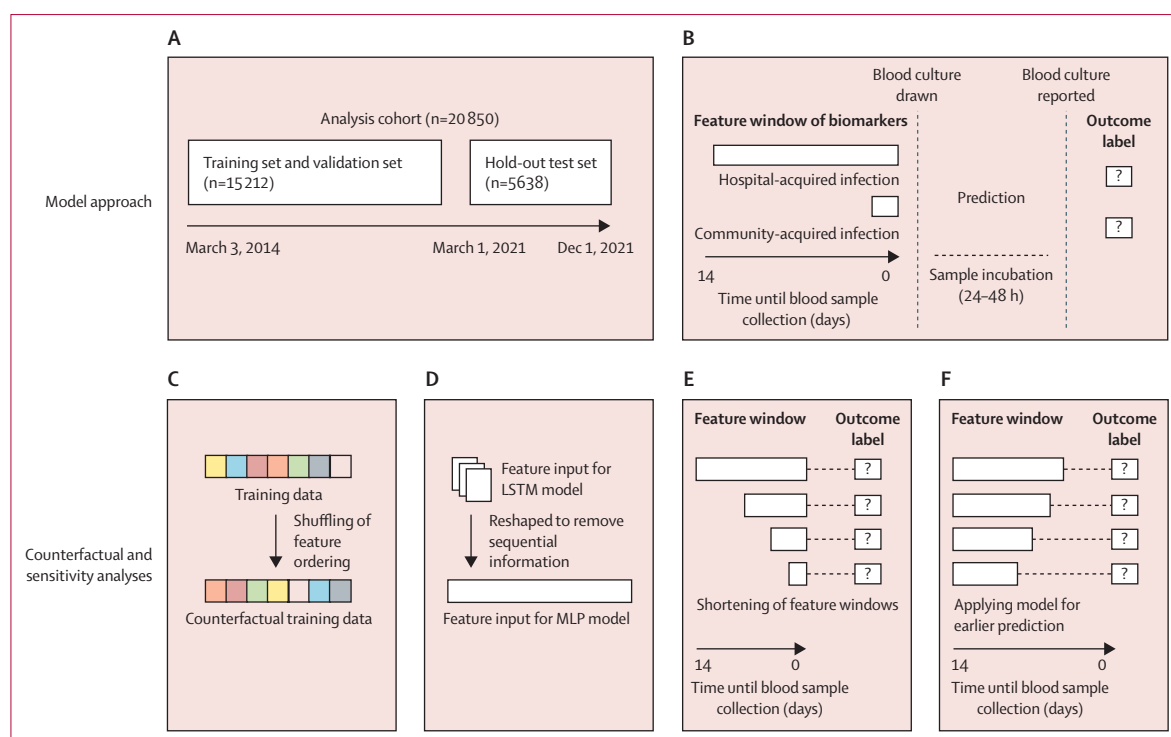 Model approach
A
Analysis cohort (n=20 850)
Training set and validation set
(n=15 212)
Hold-out test set
(n=5638)
March 3, 2014
March 1, 2021
Dec 1, 2021
B
Blood culture
drawn
Blood culture
reported
Feature window of biomarkers
Outcome
label
Hospital-acquired infection
?
Prediction
Community-acquired infection
?
14
0
Sample incubation
(24–48 h)
Time until blood sample
collection (days)
Counterfactual and
sensitivity analyses
C
Training data
Shuffling of
feature
ordering
Counterfactual training data
D
Feature input for
LSTM model
Reshaped to remove
sequential
information
Feature input for MLP model
E
Feature window
Outcome
label
?
?
?
?
Shortening of feature windows
14
0
Time until blood sample
collection (days)
F
Feature window
Outcome
label
?
?
?
?
Applying model for
earlier prediction
14
0
Time until blood sample
collection (days)